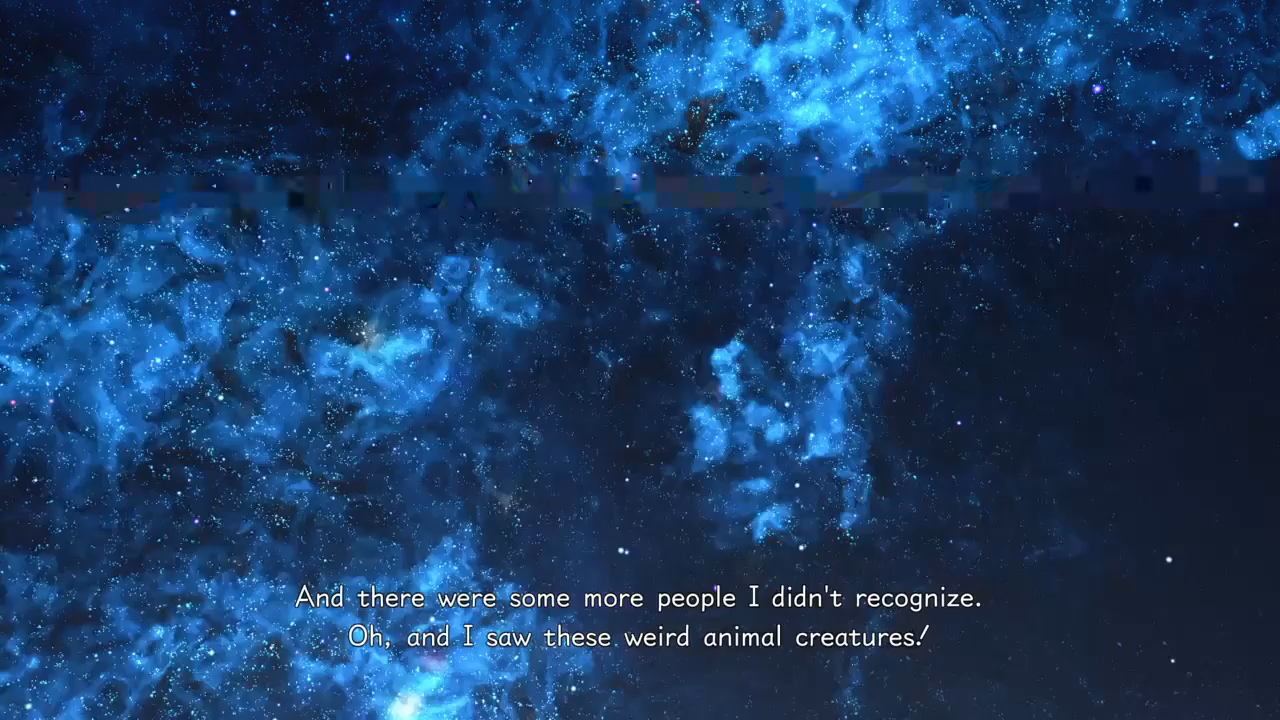 And there were some more people I didn't recognize.
Oh, and I saw these weird animal creatures!